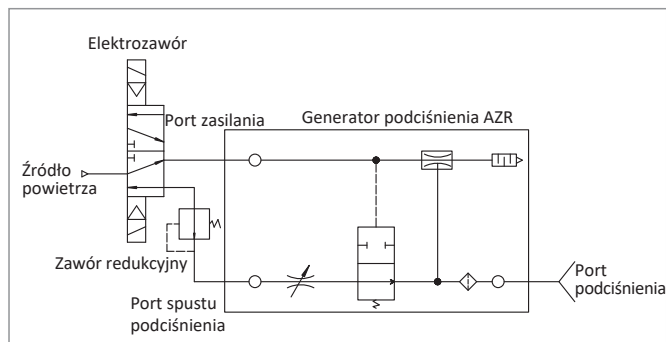 Elektrozawór
Port zasilania
Generator podciśnienia AZR
Źródło
powietrza
Zawór redukcyjny
Port spustu
podciśnienia
Port
podciśnienia